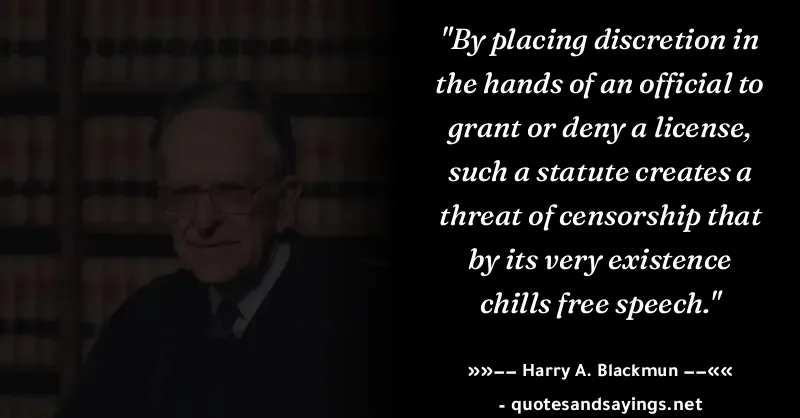 "By placing discretion in
the hands of an official to
grant or deny a license,
such a statute creates a
threat of censorship that
by its very existence
chills free speech."
»»–– Harry A. Blackmun ––««
- quotesandsayings.net